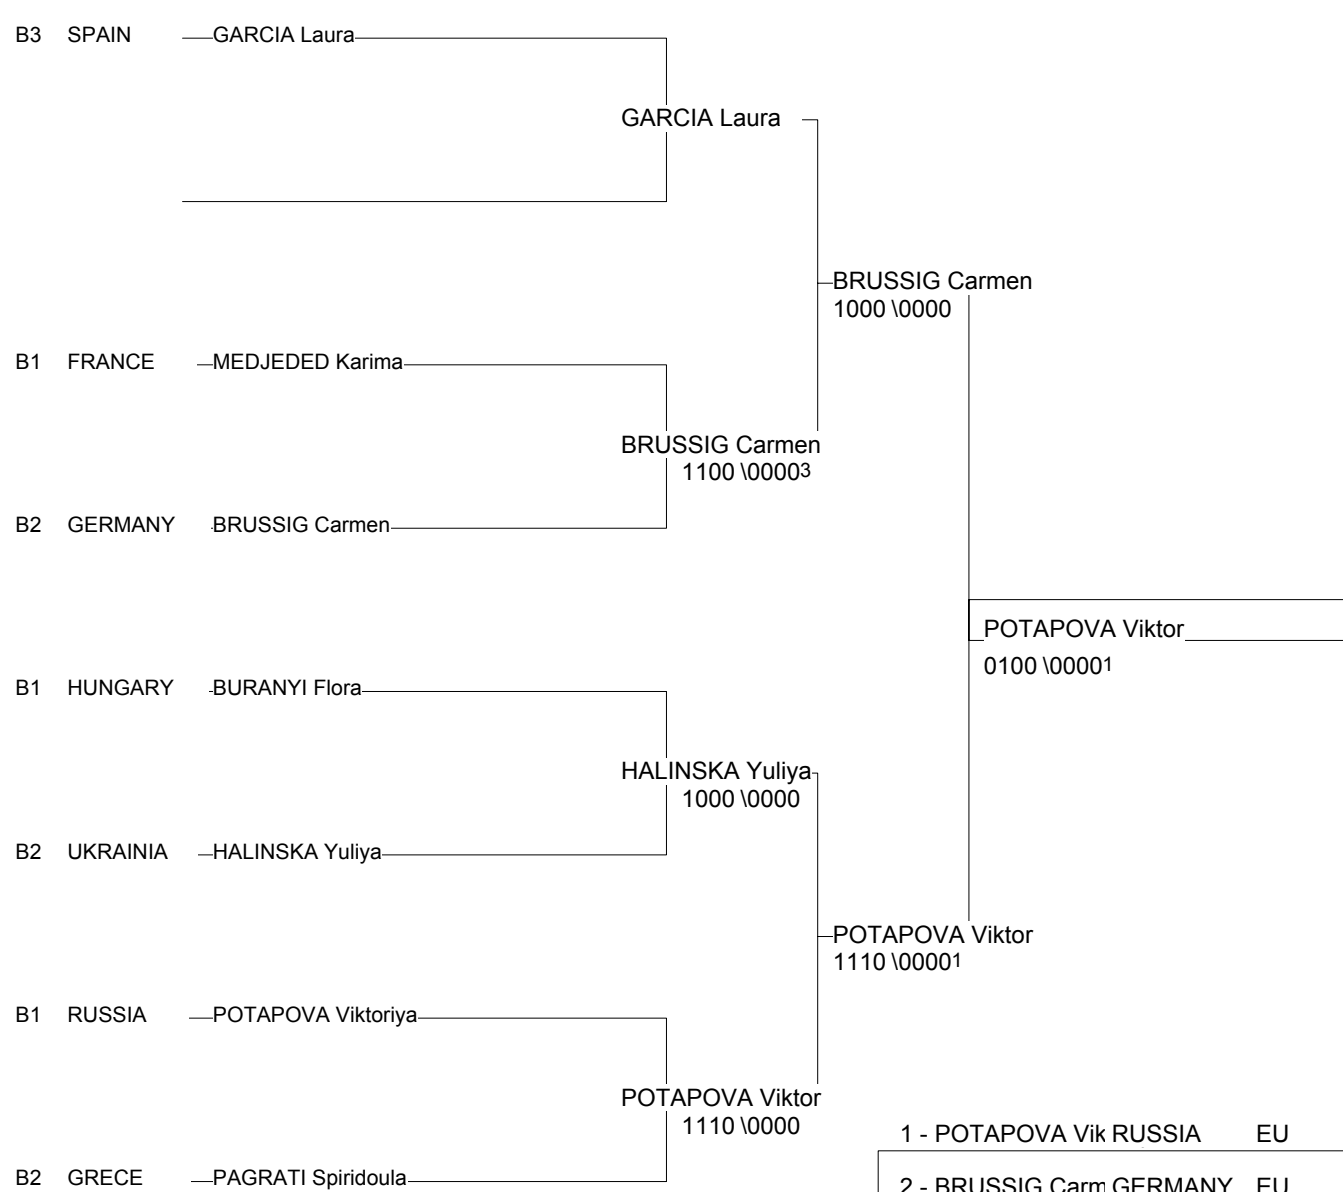 B3 SPAIN GARCIA Laura
GARCIA Laura
BRUSSIG Carmen
1000 \0000
B1 FRANCE MEDJEDED Karima
BRUSSIG Carmen
1100 \00003
B2 GERMANY BRUSSIG Carmen
POTAPOVA Viktor
0100 \00001
B1 HUNGARY BURANYI Flora
HALINSKA Yuliya
1000 \0000
B2 UKRAINIA HALINSKA Yuliya
POTAPOVA Viktor
1110 \00001
B1 RUSSIA POTAPOVA Viktoriya
POTAPOVA Viktor
1110 \0000
1 - POTAPOVA Vik RUSSIA EU
B2 GRECE PAGRATI Spiridoula
2 - BRUSSIG Carm GERMANY EU